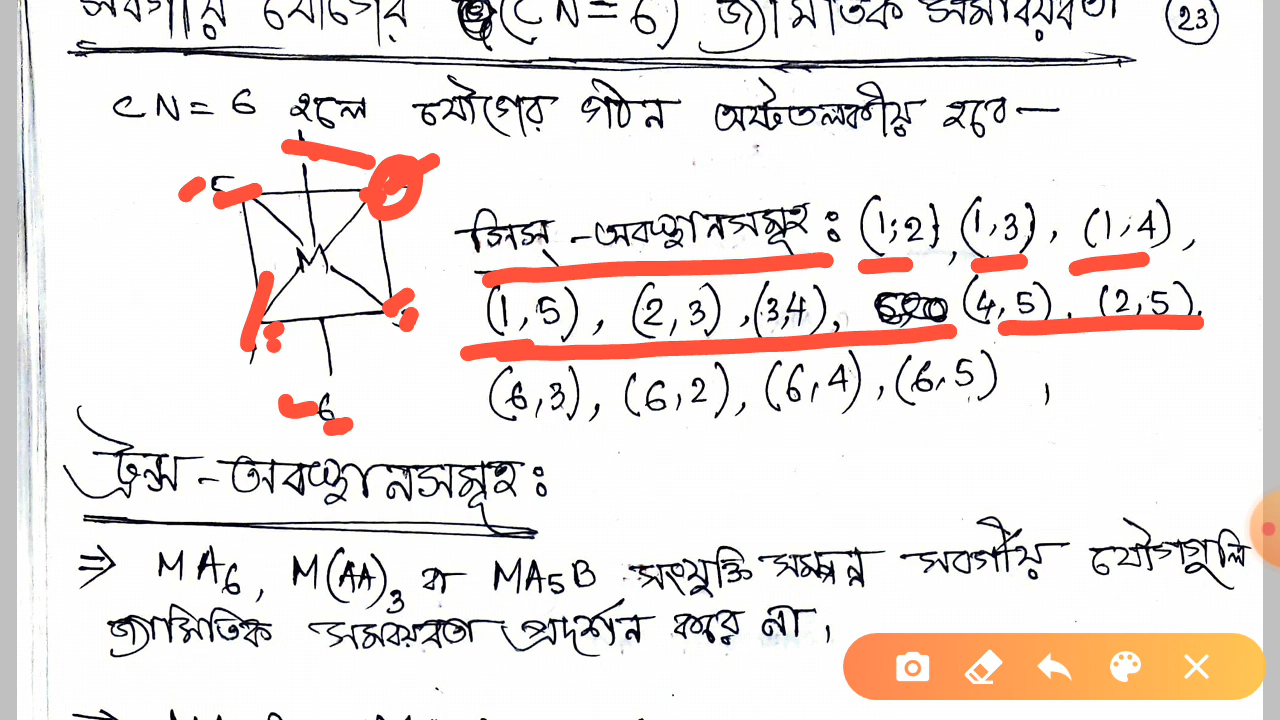 সবর্গীয় যৌগের (CN = 6) জ্যামিতিক সমাবয়বতা (23)
CN = 6 হলে যৌগের গঠন অষ্টতলকীয় হবে —
M
6
সিস্ - অবস্থানসমূহ : (1,2), (1,3), (1,4),
(1,5), (2,3), (3,4), (4,5), (2,5).
(6,3), (6,2), (6,4), (6,5) ,
ট্রান্স - অবস্থানসমূহ :
⇒ MA6, M(AA)3 বা MA5B সংযুক্তি সম্পন্ন সবর্গীয় যৌগগুলি
জ্যামিতিক সমবয়বতা প্রদর্শন করে না।